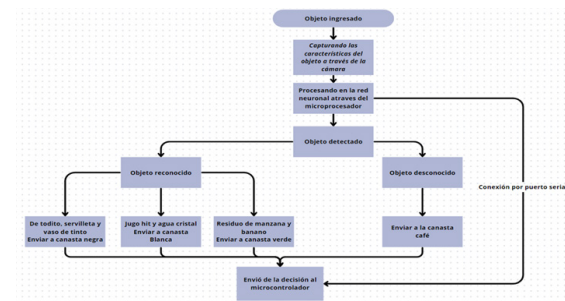 Objeto ingresado
Capturando las
características del
objeto a través de la
cámara
Procesando en la red
neuronal atraves del
microprocesador
Objeto detectado
Objeto reconocido
Objeto desconocido
Conexión por puerto seria
De todito, servilleta y
vaso de tinto
Enviar a canasta negra
Jugo hit y agua cristal
Enviar a canasta
Blanca
Residuo de manzana y
banano
Enviar a canasta verde
Enviar a la canasta
café
Envió de la decisión al
microcontrolador